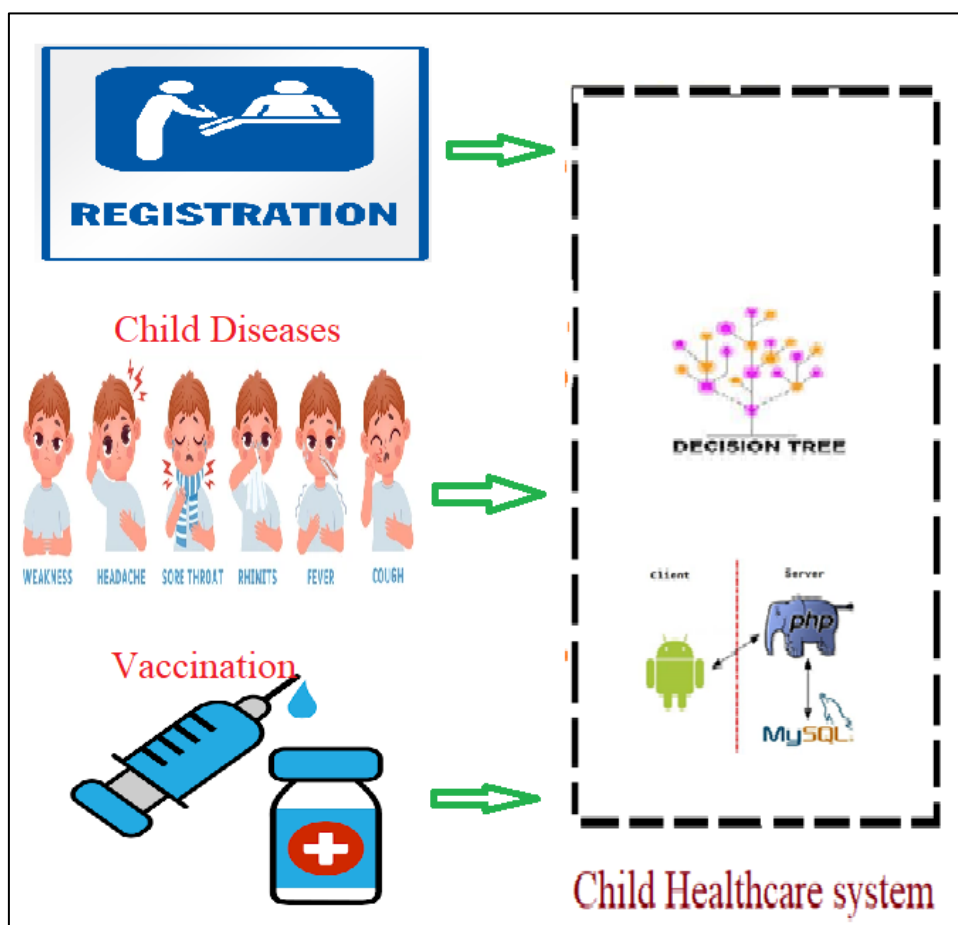 REGISTRATION
Child Diseases
WEAKNESS HEADACHE SORE THROAT RHINITS FEVER COUGH
Vaccination
DECISION TREE
Client Server
php
MySQL
Child Healthcare system